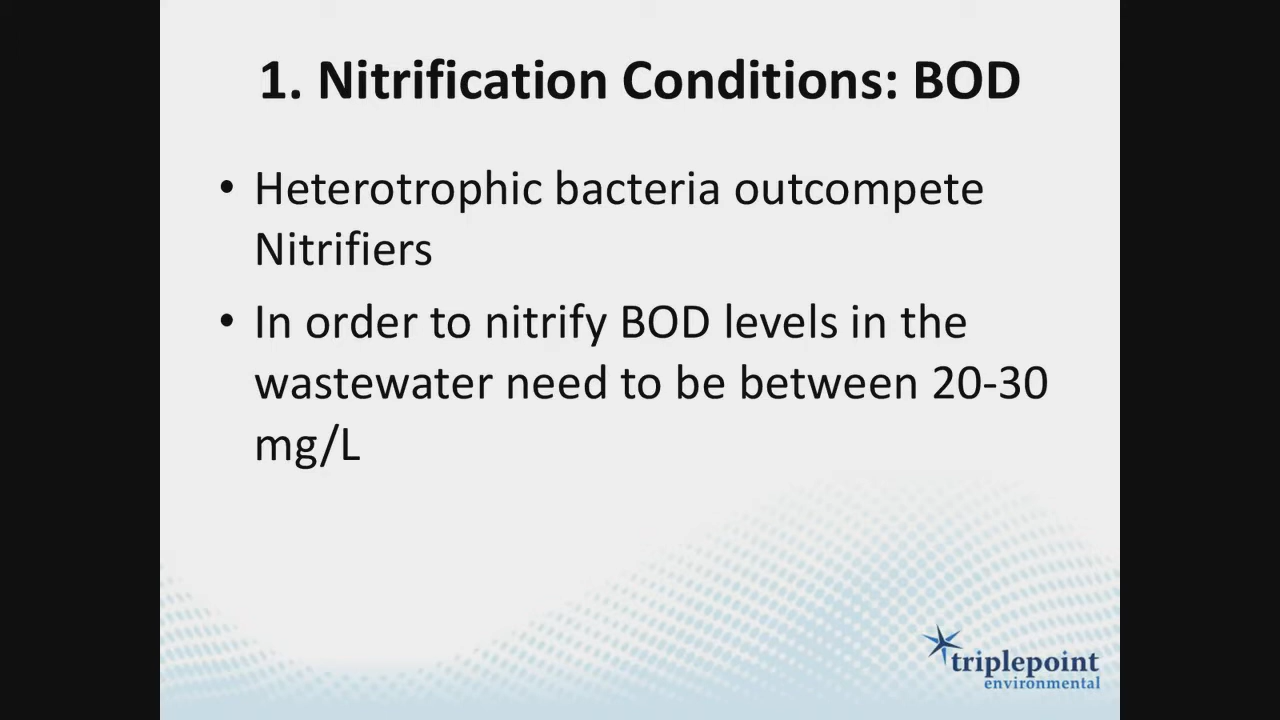 1. Nitrification Conditions: BOD
• Heterotrophic bacteria outcompete
Nitrifiers
• In order to nitrify BOD levels in the
wastewater need to be between 20-30
mg/L
triplepoint
environmental